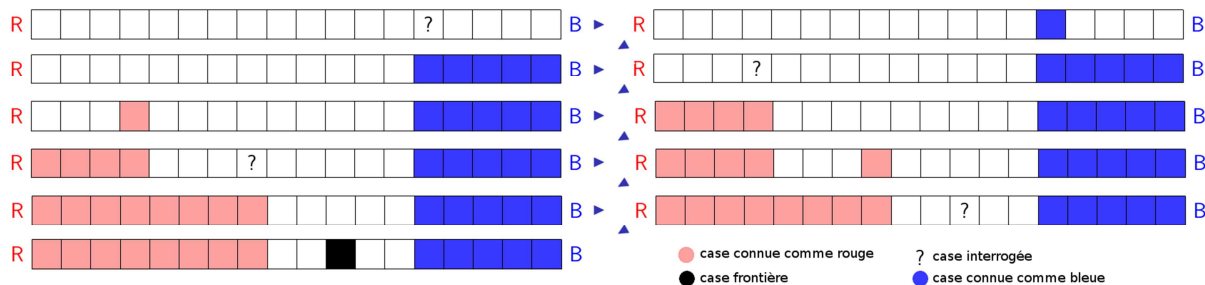 R ? B R B
R B R ? B
R B R B
R ? B R B
R B R ? B
R B
case connue comme rouge ? case interrogée
case frontière case connue comme bleue